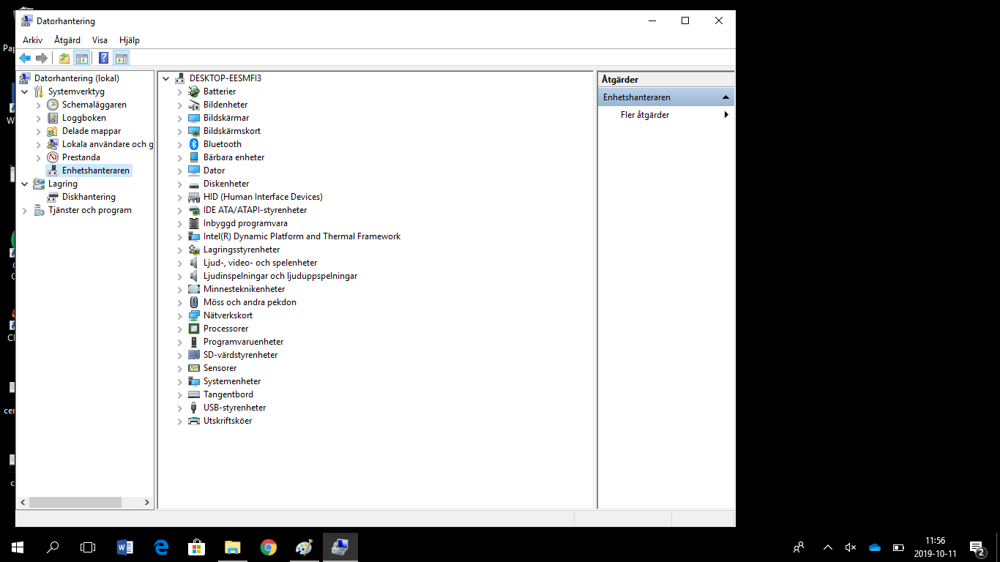 Datorhantering
Arkiv Åtgärd Visa Hjälp
Datorhantering (lokal)
Systemverktyg
Schemaläggaren
Loggboken
Delade mappar
Lokala användare och g
Prestanda
Enhetshanteraren
Lagring
Diskhantering
Tjänster och program
DESKTOP-EESMFI3
Batterier
Bildenheter
Bildskärmar
Bildskärmskort
Bluetooth
Bärbara enheter
Dator
Diskenheter
HID (Human Interface Devices)
IDE ATA/ATAPI-styrenheter
Inbyggd programvara
Intel(R) Dynamic Platform and Thermal Framework
Lagringsstyrenheter
Ljud-, video- och spelenheter
Ljudinspelningar och ljuduppspelningar
Minnesteknikenheter
Möss och andra pekdon
Nätverkskort
Processorer
Programvaruenheter
SD-värdstyrenheter
Sensorer
Systemenheter
Tangentbord
USB-styrenheter
Utskriftsköer
Åtgärder
Enhetshanteraren
Fler åtgärder
Pap
W
C
Cl
cer
c
11:56
2019-10-11
2